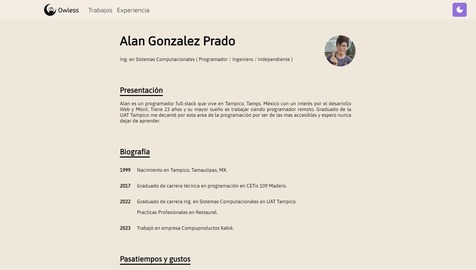 Owless Trabajos Experiencia
Alan Gonzalez Prado
Ing. en Sistemas Computacionales ( Programador / Ingeniero / Independiente )
Presentación
Alan es un programador full-stack que vive en Tampico, Tamps. México con un interés por el desarrollo
Web y Móvil. Tiene 23 años y su mayor sueño es trabajar siendo programador remoto. Graduado de la
UAT Tampico me decanté por esta area de la programación por ser de las mas accesibles y espero nunca
dejar de aprender.
Biografía
1999 Nacimiento en Tampico, Tamaulipas, MX.
2017 Graduado de carrera técnica en programación en CETis 109 Madero.
2022 Graduado de carrera Ing. en Sistemas Computacionales en UAT Tampico.
Practicas Profesionales en Restaurel.
2023 Trabajó en empresa Compuproductos Kabik.
Pasatiempos y gustos